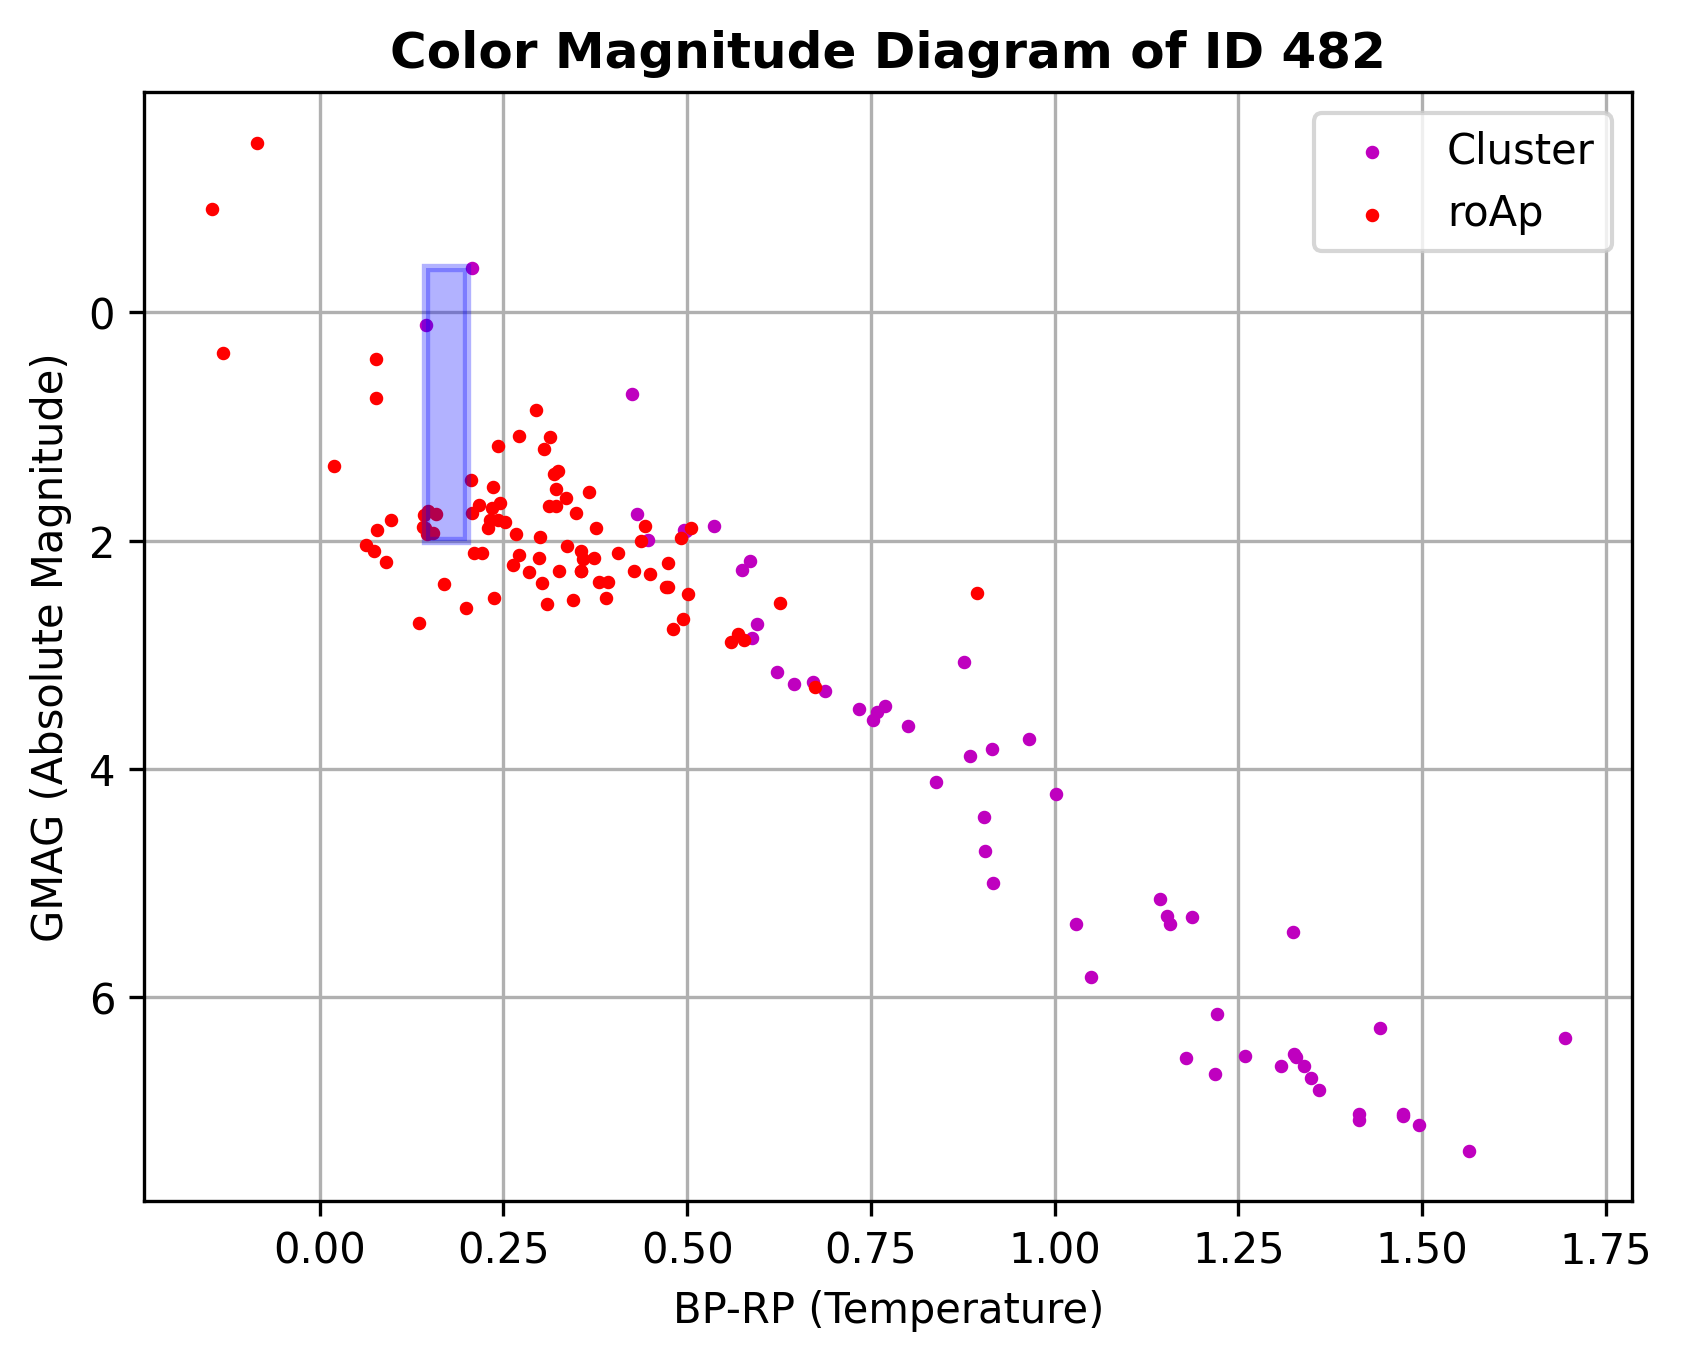 Color Magnitude Diagram of ID 482
Cluster
roAp
GMAG (Absolute Magnitude)
0
2
4
6
0.00 0.25 0.50 0.75 1.00 1.25 1.50 1.75
BP-RP (Temperature)